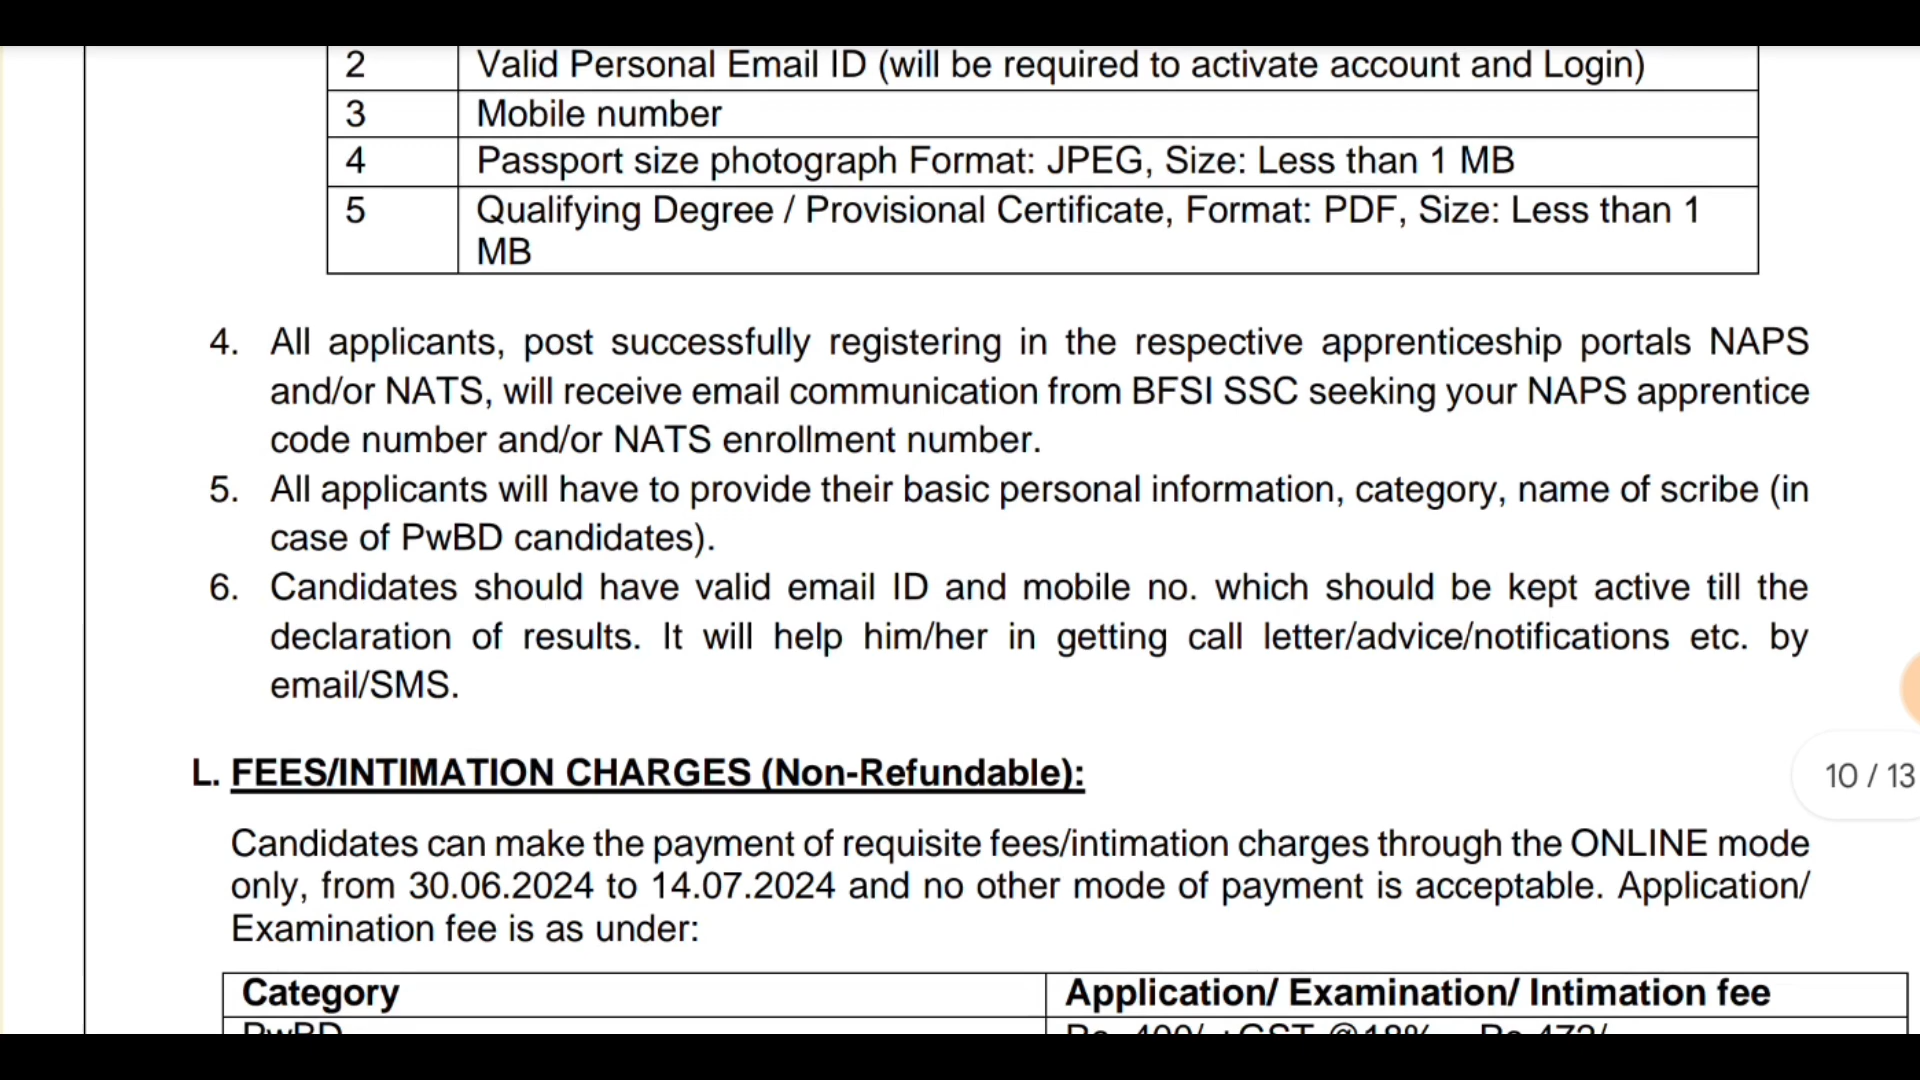 2 Valid Personal Email ID (will be required to activate account and Login)
3 Mobile number
4 Passport size photograph Format: JPEG, Size: Less than 1 MB
5 Qualifying Degree / Provisional Certificate, Format: PDF, Size: Less than 1
MB
4. All applicants, post successfully registering in the respective apprenticeship portals NAPS
and/or NATS, will receive email communication from BFSI SSC seeking your NAPS apprentice
code number and/or NATS enrollment number.
5. All applicants will have to provide their basic personal information, category, name of scribe (in
case of PwBD candidates).
6. Candidates should have valid email ID and mobile no. which should be kept active till the
declaration of results. It will help him/her in getting call letter/advice/notifications etc. by
email/SMS.
L. FEES/INTIMATION CHARGES (Non-Refundable):
10 / 13
Candidates can make the payment of requisite fees/intimation charges through the ONLINE mode
only, from 30.06.2024 to 14.07.2024 and no other mode of payment is acceptable. Application/
Examination fee is as under:
Category Application/ Examination/ Intimation fee
PwBD Rs. 400/ +GST @18% Rs 472/